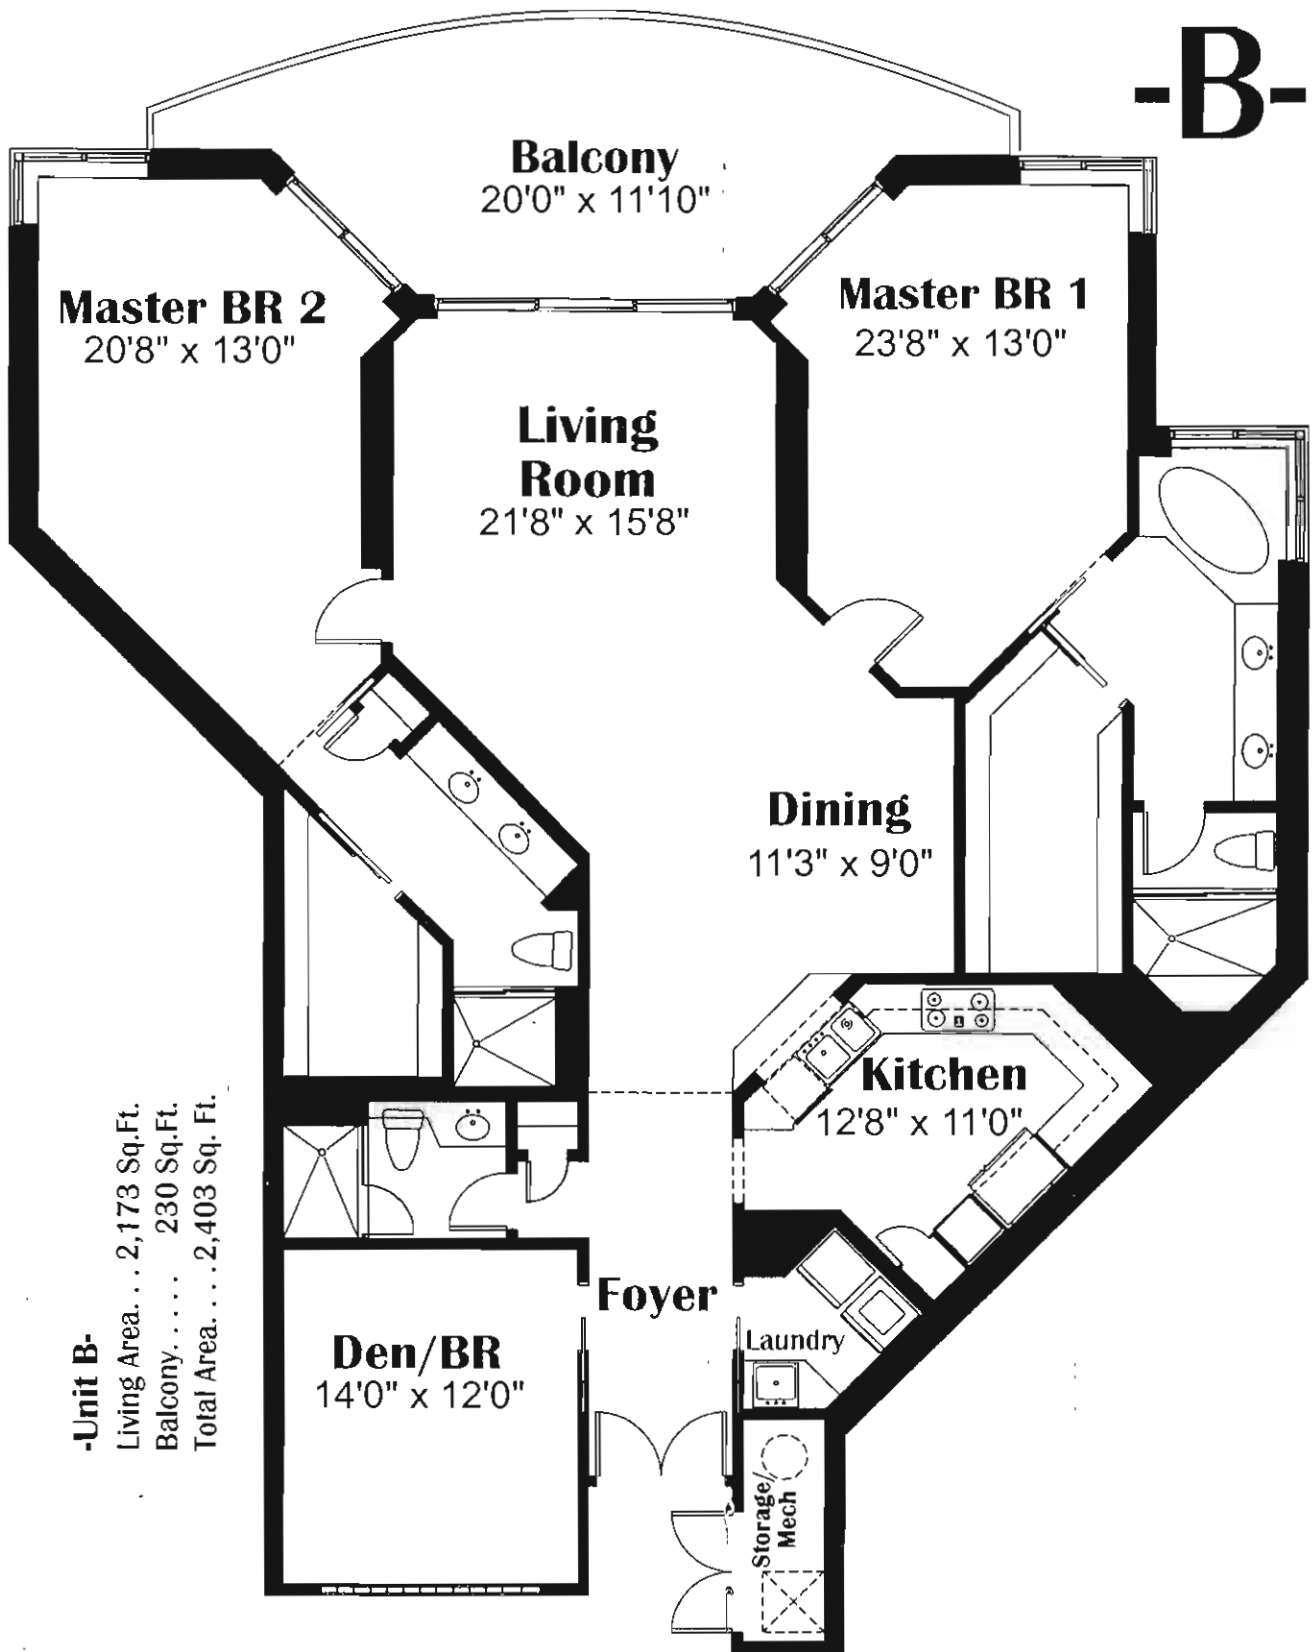 -B-
Balcony
20'0" x 11'10"
Master BR 2
20'8" x 13'0"
Master BR 1
23'8" x 13'0"
Living
Room
21'8" x 15'8"
Dining
11'3" x 9'0"
Kitchen
12'8" x 11'0"
Foyer
Laundry
Den/BR
14'0" x 12'0"
Storage/
Mech
-Unit B-
Living Area. . . 2,173 Sq.Ft.
Balcony. . . . . 230 Sq.Ft.
Total Area. . . .2,403 Sq. Ft.